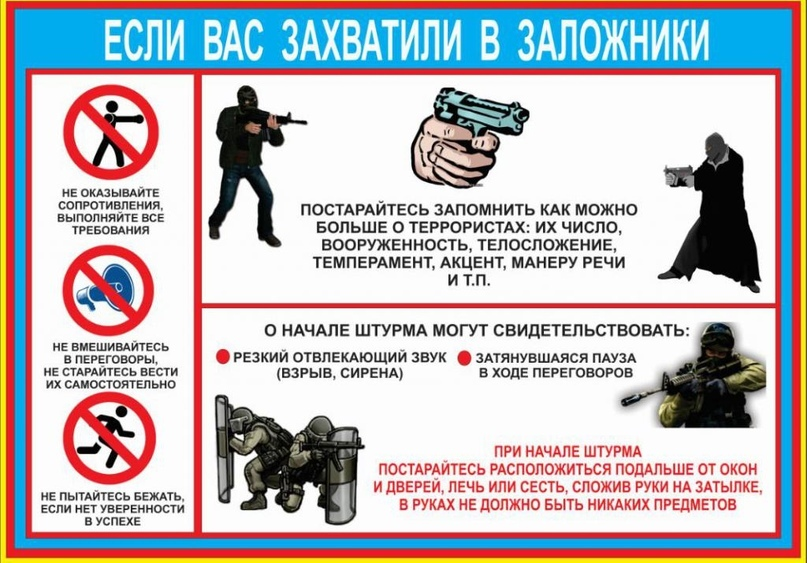 ЕСЛИ ВАС ЗАХВАТИЛИ В ЗАЛОЖНИКИ
НЕ ОКАЗЫВАЙТЕ
СОПРОТИВЛЕНИЯ,
ВЫПОЛНЯЙТЕ ВСЕ
ТРЕБОВАНИЯ
НЕ ВМЕШИВАЙТЕСЬ
В ПЕРЕГОВОРЫ,
НЕ СТАРАЙТЕСЬ ВЕСТИ
ИХ САМОСТОЯТЕЛЬНО
НЕ ПЫТАЙТЕСЬ БЕЖАТЬ,
ЕСЛИ НЕТ УВЕРЕННОСТИ
В УСПЕХЕ
ПОСТАРАЙТЕСЬ ЗАПОМНИТЬ КАК МОЖНО
БОЛЬШЕ О ТЕРРОРИСТАХ: ИХ ЧИСЛО,
ВООРУЖЕННОСТЬ, ТЕЛОСЛОЖЕНИЕ,
ТЕМПЕРАМЕНТ, АКЦЕНТ, МАНЕРУ РЕЧИ
И Т.П.
О НАЧАЛЕ ШТУРМА МОГУТ СВИДЕТЕЛЬСТВОВАТЬ:
РЕЗКИЙ ОТВЛЕКАЮЩИЙ ЗВУК
(ВЗРЫВ, СИРЕНА)
ЗАТЯНУВШАЯСЯ ПАУЗА
В ХОДЕ ПЕРЕГОВОРОВ
ПРИ НАЧАЛЕ ШТУРМА
ПОСТАРАЙТЕСЬ РАСПОЛОЖИТЬСЯ ПОДАЛЬШЕ ОТ ОКОН
И ДВЕРЕЙ, ЛЕЧЬ ИЛИ СЕСТЬ, СЛОЖИВ РУКИ НА ЗАТЫЛКЕ,
В РУКАХ НЕ ДОЛЖНО БЫТЬ НИКАКИХ ПРЕДМЕТОВ